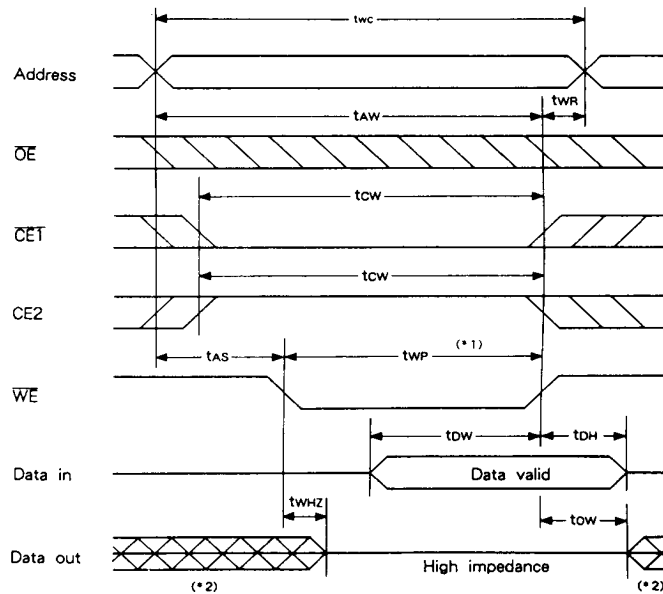 twc
Address
tAW
tWR
OE
tCW
CE1
tCW
CE2
tAS
tWP
(*1)
WE
tDW
tDH
Data in
Data valid
tWHZ
tOW
Data out
High impedance
(*2)
(*2)